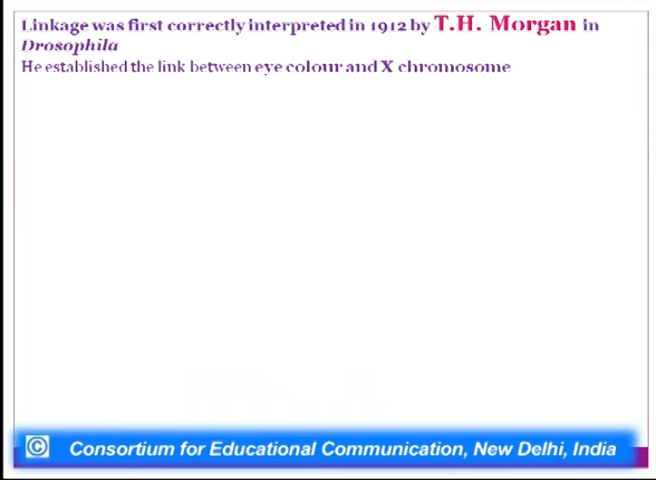 Linkage was first correctly interpreted in 1912 by T.H. Morgan in
Drosophila
He established the link between eye colour and X chromosome
© Consortium for Educational Communication, New Delhi, India